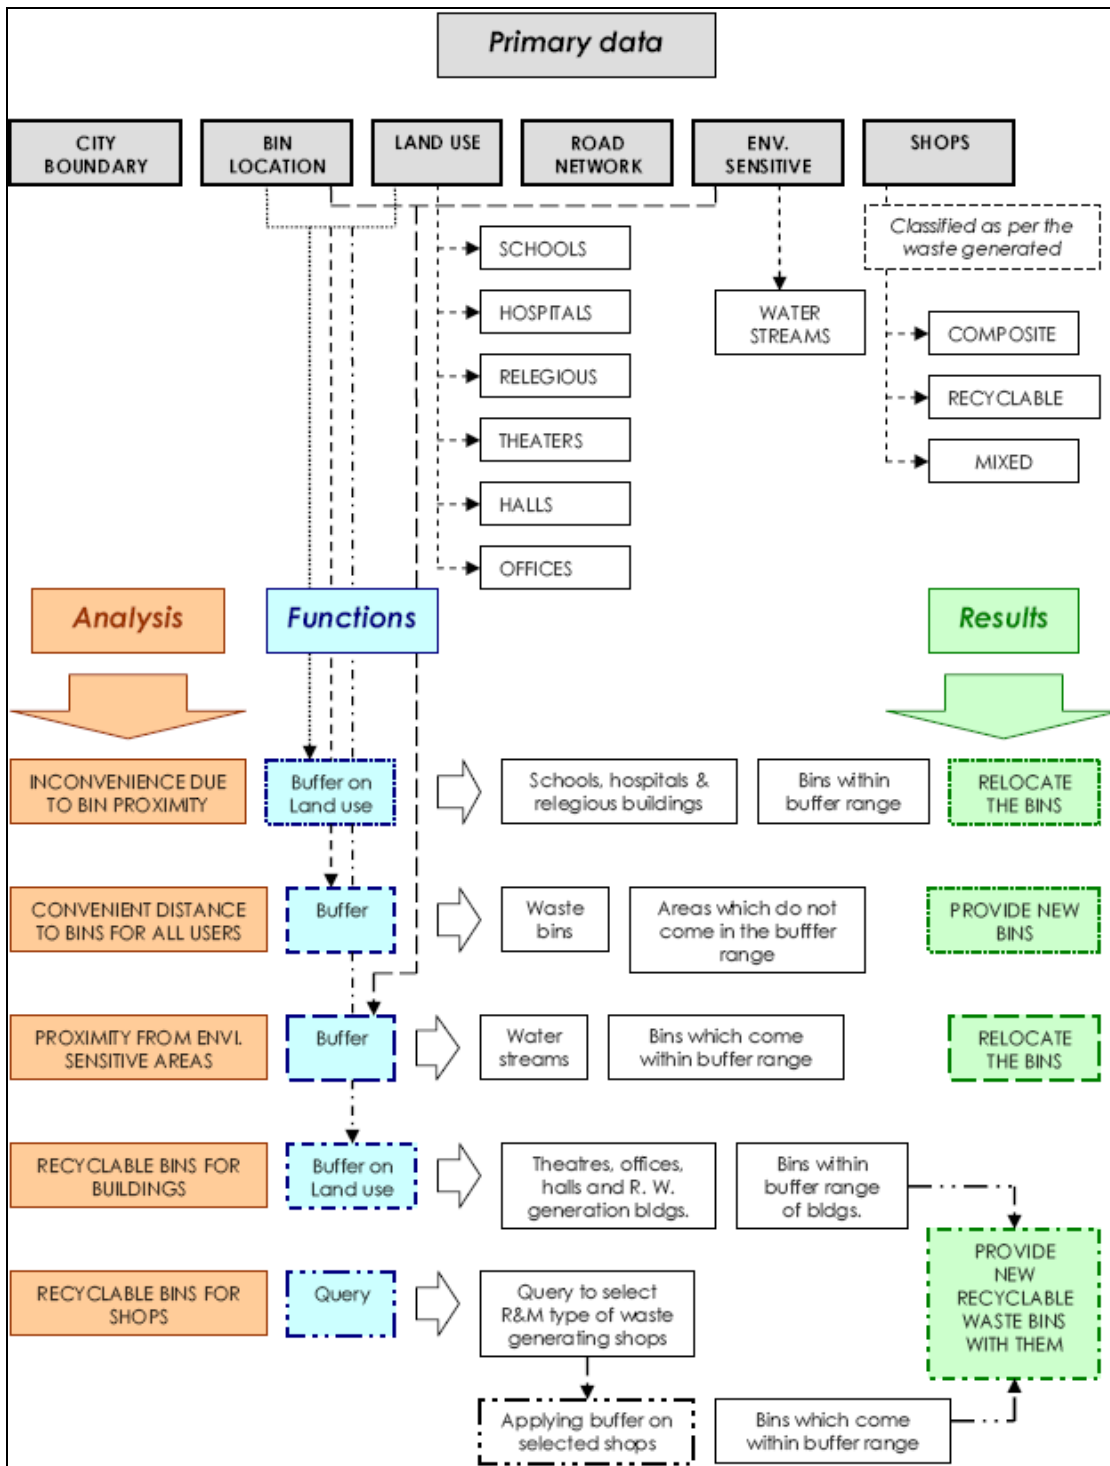 Primary data
CITY
BOUNDARY
BIN
LOCATION
LAND USE
ROAD
NETWORK
ENV.
SENSITIVE
SHOPS
Classified as per the
waste generated
SCHOOLS
HOSPITALS
RELEGIOUS
THEATERS
HALLS
OFFICES
WATER
STREAMS
COMPOSITE
RECYCLABLE
MIXED
Analysis
Functions
Results
INCONVENIENCE DUE
TO BIN PROXIMITY
Buffer on
Land use
Schools, hospitals &
relegious buildings
Bins within
buffer range
RELOCATE
THE BINS
CONVENIENT DISTANCE
TO BINS FOR ALL USERS
Buffer
Waste
bins
Areas which do not
come in the bufffer
range
PROVIDE NEW
BINS
PROXIMITY FROM ENVI.
SENSITIVE AREAS
Buffer
Water
streams
Bins which come
within buffer range
RELOCATE
THE BINS
RECYCLABLE BINS FOR
BUILDINGS
Buffer on
Land use
Theatres, offices,
halls and R. W.
generation bldgs.
Bins within
buffer range
of bldgs.
PROVIDE
NEW
RECYCLABLE
WASTE BINS
WITH THEM
RECYCLABLE BINS FOR
SHOPS
Query
Query to select
R&M type of waste
generating shops
Applying buffer on
selected shops
Bins which come
within buffer range